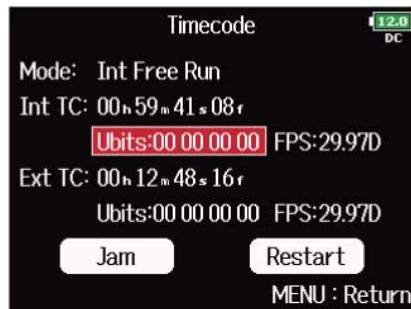 Timecode
12.0
DC
Mode: Int Free Run
Int TC: 00h59m41s08f
Ubits:00 00 00 00 FPS:29.97D
Ext TC: 00h12m48s16f
Ubits:00 00 00 00 FPS:29.97D
Jam Restart
MENU : Return